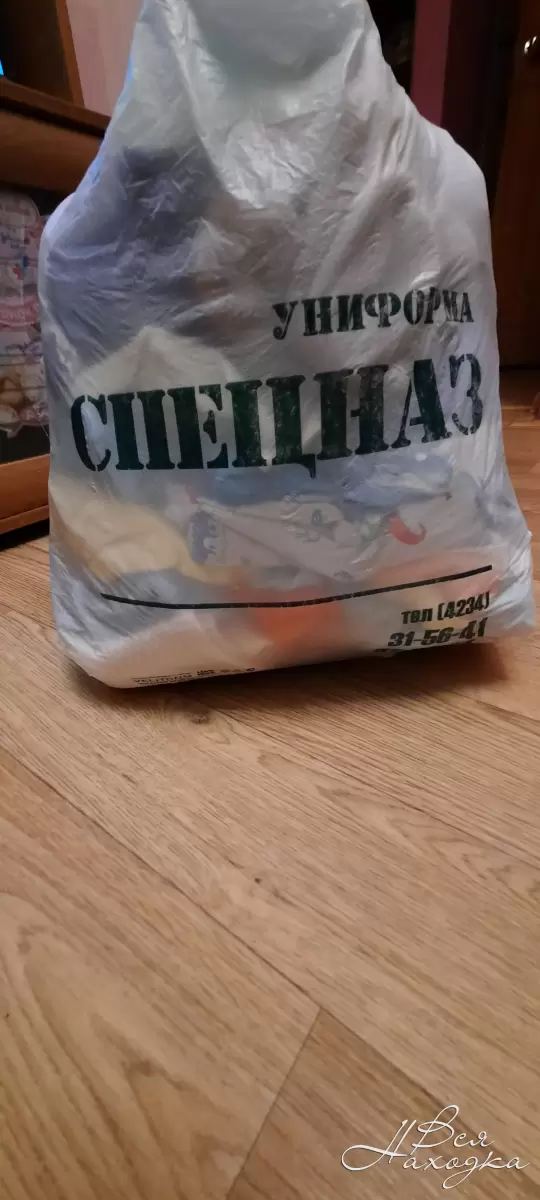 УНИФОРМА
СПЕЦНАЗ
тел (4234)
31-56-41
Вся
Находка